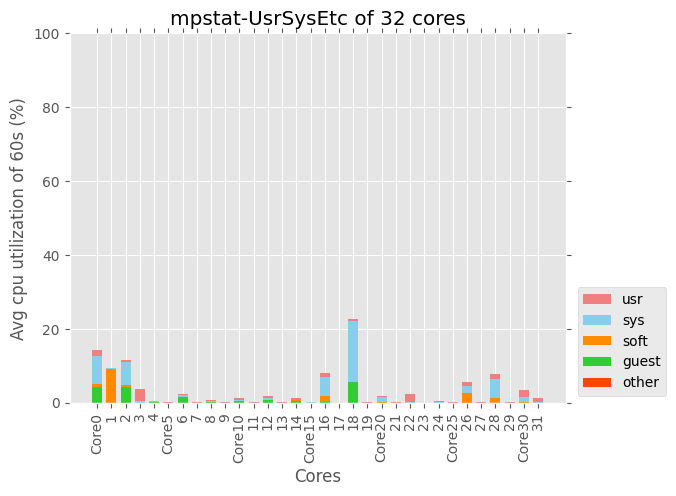 mpstat-UsrSysEtc of 32 cores
Avg cpu utilization of 60s (%)
100
80
60
40
20
0
Core0
1
2
3
4
Core5
6
7
8
9
Core10
11
12
13
14
Core15
16
17
18
19
Core20
21
22
23
24
Core25
26
27
28
29
Core30
31
Cores
usr
sys
soft
guest
other